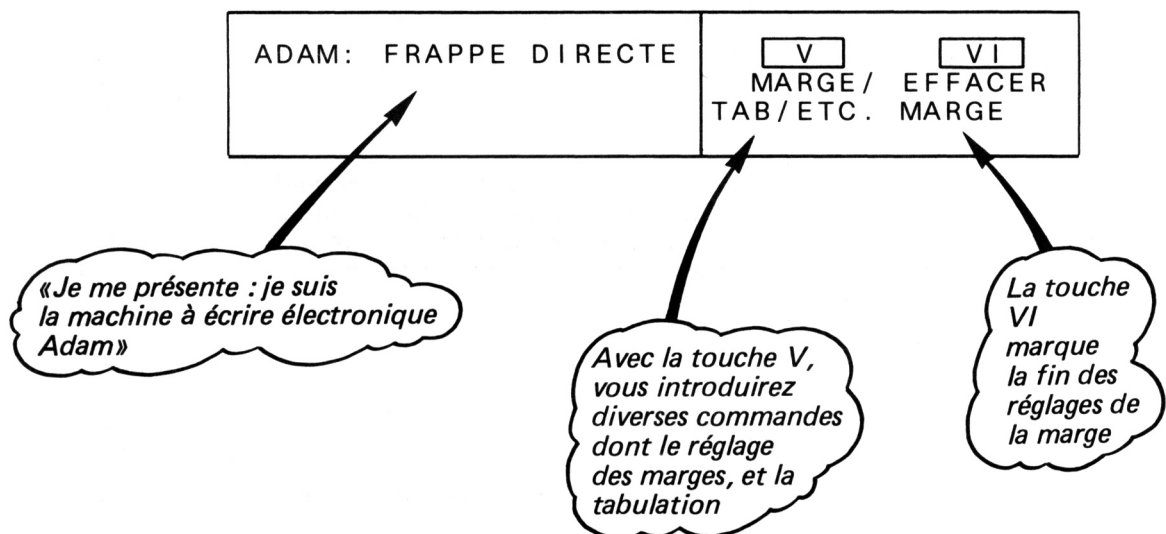 ADAM: FRAPPE DIRECTE
V VI
MARGE/ EFFACER
TAB/ETC. MARGE
«Je me présente : je suis
la machine à écrire électronique
Adam»
Avec la touche V,
vous introduirez
diverses commandes
dont le réglage
des marges, et la
tabulation
La touche
VI
marque
la fin des
réglages de
la marge